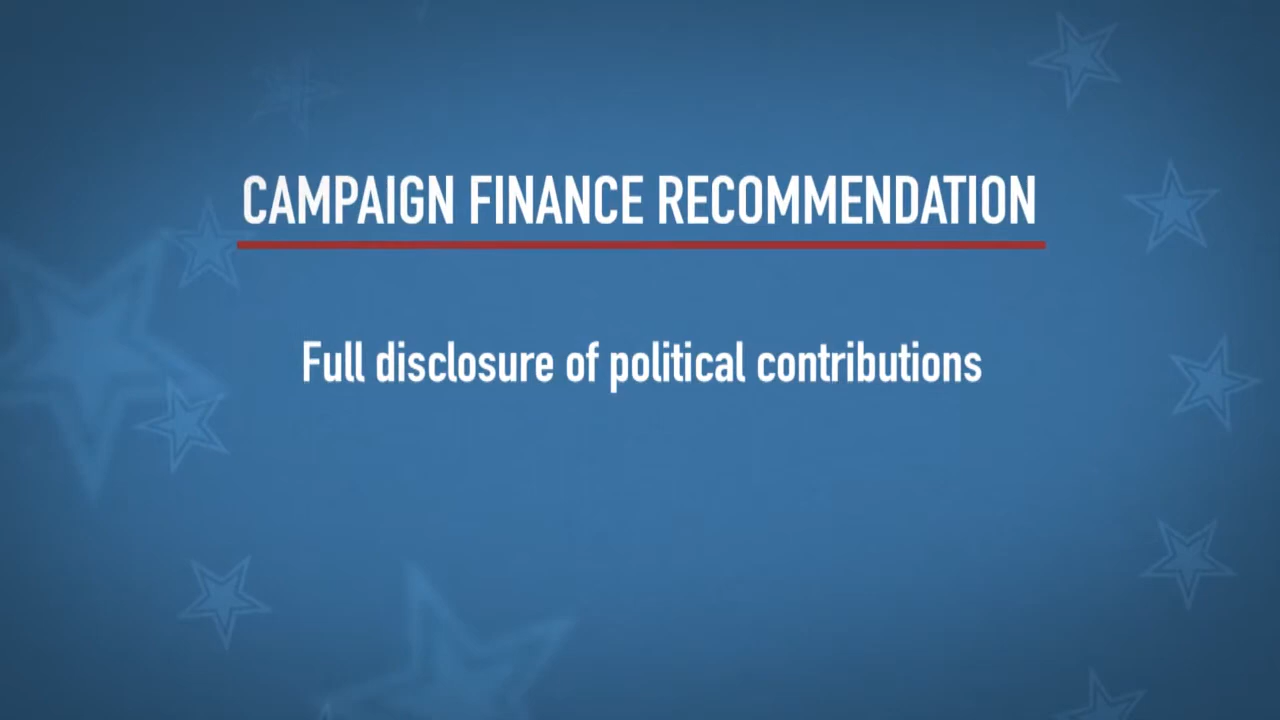 CAMPAIGN FINANCE RECOMMENDATION
Full disclosure of political contributions